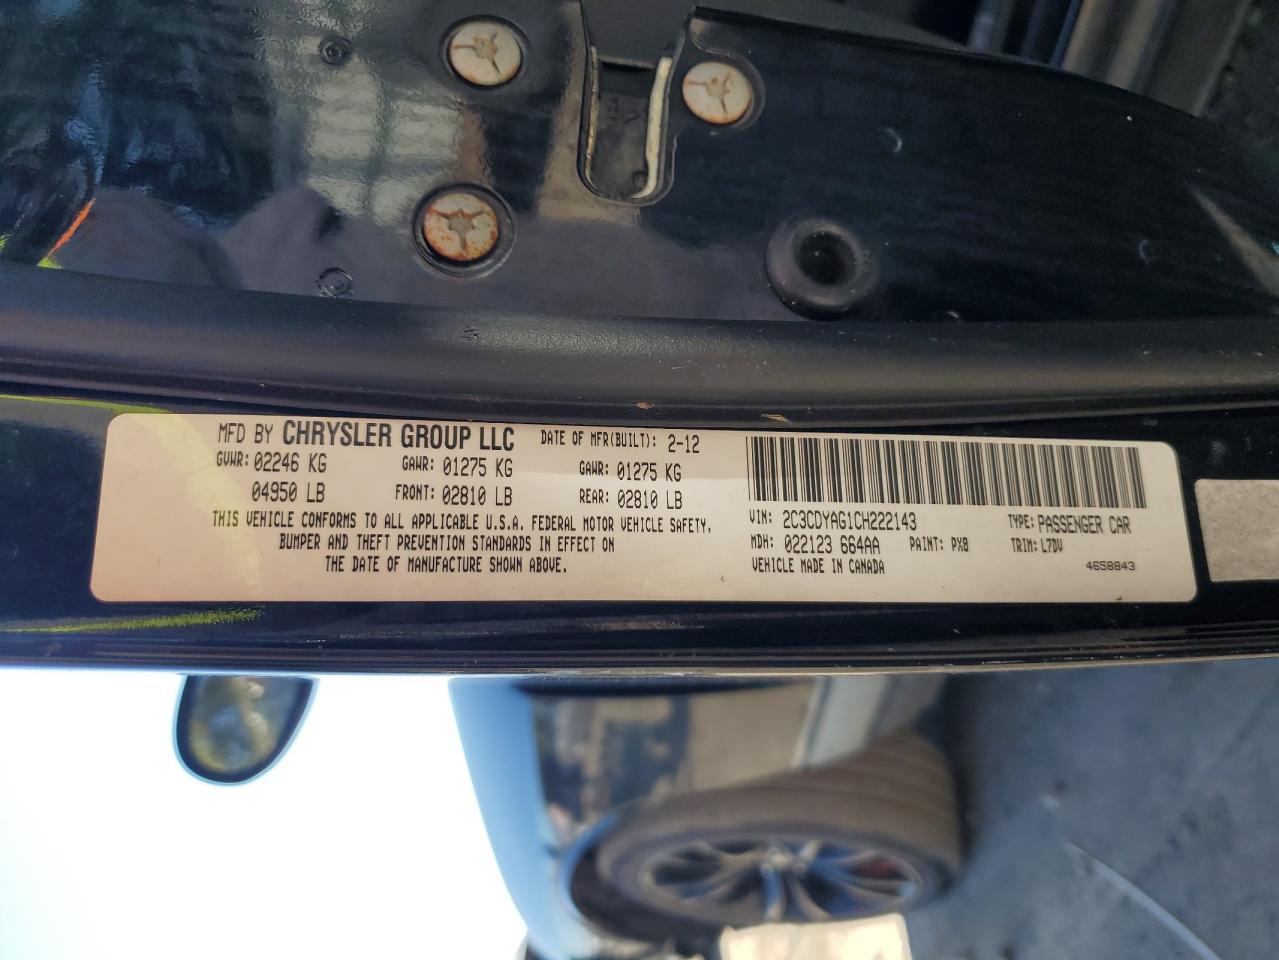 MFD BY CHRYSLER GROUP LLC DATE OF MFR(BUILT): 2-12
GVWR: 02246 KG GAWR: 01275 KG GAWR: 01275 KG
04950 LB FRONT: 02810 LB REAR: 02810 LB
THIS VEHICLE CONFORMS TO ALL APPLICABLE U.S.A. FEDERAL MOTOR VEHICLE SAFETY,
BUMPER AND THEFT PREVENTION STANDARDS IN EFFECT ON
THE DATE OF MANUFACTURE SHOWN ABOVE.
VIN: 2C3CDYAG1CH222143 TYPE: PASSENGER CAR
MDH: 022123 664AA PAINT: PX8 TRIM: L7DV
VEHICLE MADE IN CANADA 4658843